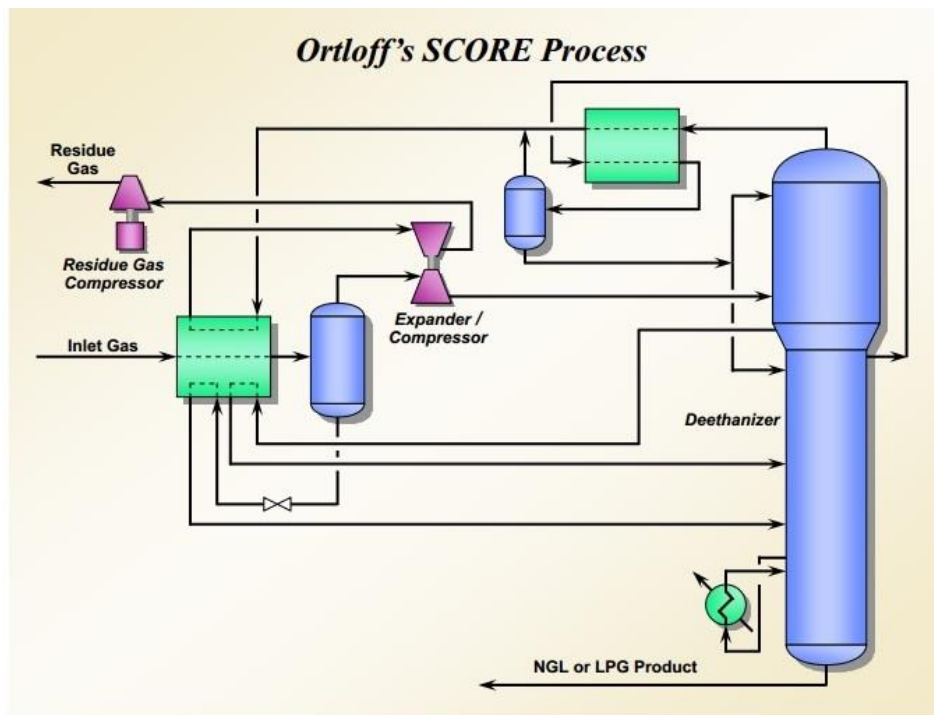 Ortloff's SCORE Process
Residue
Gas
Residue Gas
Compressor
Expander /
Compressor
Inlet Gas
Deethanizer
NGL or LPG Product